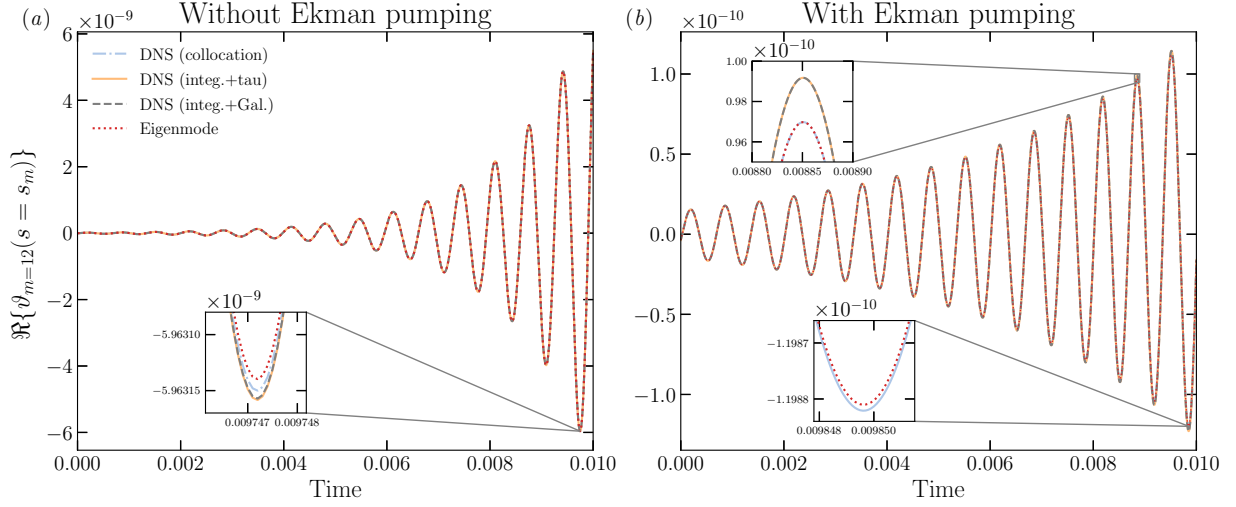 (a) Without Ekman pumping
×10⁻⁹
6
4
2
0
−2
−4
−6
ℜ{ϑ_{m=12}(s = s_m)}
DNS (collocation)
DNS (integ.+tau)
DNS (integ.+Gal.)
Eigenmode
×10⁻⁹
−5.96310
−5.96315
0.009747 0.009748
0.000 0.002 0.004 0.006 0.008 0.010
Time
(b) With Ekman pumping
×10⁻¹⁰
1.0
0.5
0.0
−0.5
−1.0
×10⁻¹⁰
1.00
0.98
0.96
0.00880 0.00885 0.00890
×10⁻¹⁰
−1.1987
−1.1988
0.009848 0.009850
0.000 0.002 0.004 0.006 0.008 0.010
Time